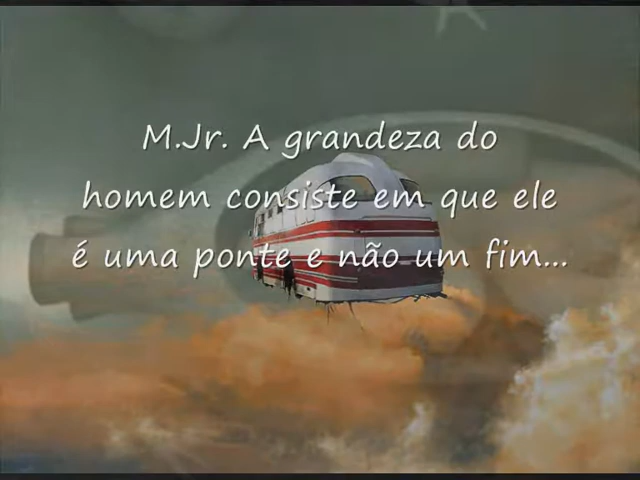 M.Jr. A grandeza do
homem consiste em que ele
é uma ponte e não um fim...